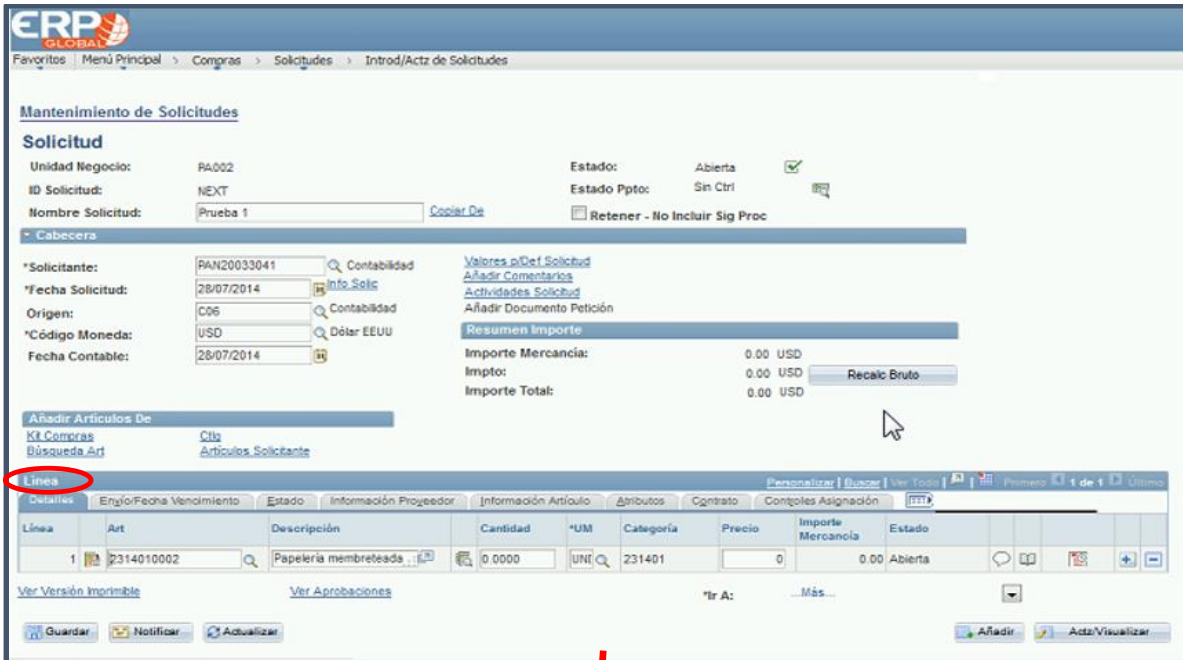 ERP
GLOBAL
Favoritos Menú Principal > Compras > Solicitudes > Introd/Actz de Solicitudes
Mantenimiento de Solicitudes
Solicitud
Unidad Negocio: PA002 Estado: Abierta
ID Solicitud: NEXT Estado Ppto: Sin Ctrl
Nombre Solicitud: Prueba 1 Copiar De Retener - No Incluir Sig Proc
Cabecera
*Solicitante: PAN20033041 Contabilidad Valores p/Def Solicitud
Añadir Comentarios
*Fecha Solicitud: 28/07/2014 Info Solic Actividades Solicitud
Origen: C06 Contabilidad Añadir Documento Petición
*Código Moneda: USD Dólar EEUU Resumen Importe
Fecha Contable: 28/07/2014 Importe Mercancía: 0.00 USD
Impto: 0.00 USD Recalc Bruto
Importe Total: 0.00 USD
Añadir Artículos De
Kit Compras Ctlg
Búsqueda Art Artículos Solicitante
Línea Personalizar | Buscar | Ver Todo | Primero 1 de 1 Último
Detalles Envío/Fecha Vencimiento Estado Información Proveedor Información Artículo Atributos Contrato Controles Asignación
Línea Art Descripción Cantidad *UM Categoría Precio Importe Mercancía Estado
1 2314010002 Papelería membreteada . 0.0000 UNI 231401 0 0.00 Abierta
Ver Versión Imprimible Ver Aprobaciones *Ir A: ...Más...
Guardar Notificar Actualizar Añadir Actz/Visualizar